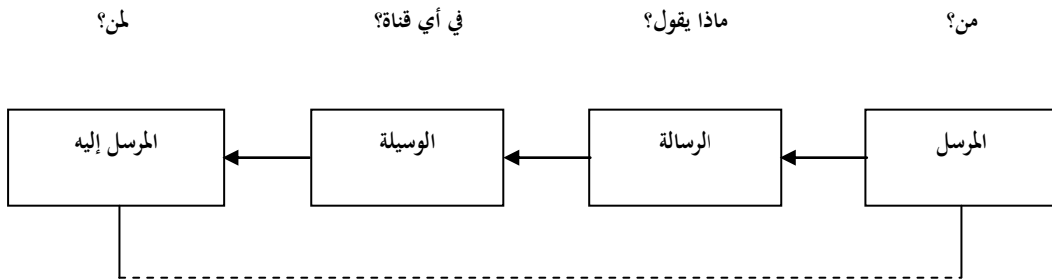 من؟ ماذا يقول؟ في أي قناة؟ لمن؟
المرسل الرسالة الوسيلة المرسل إليه